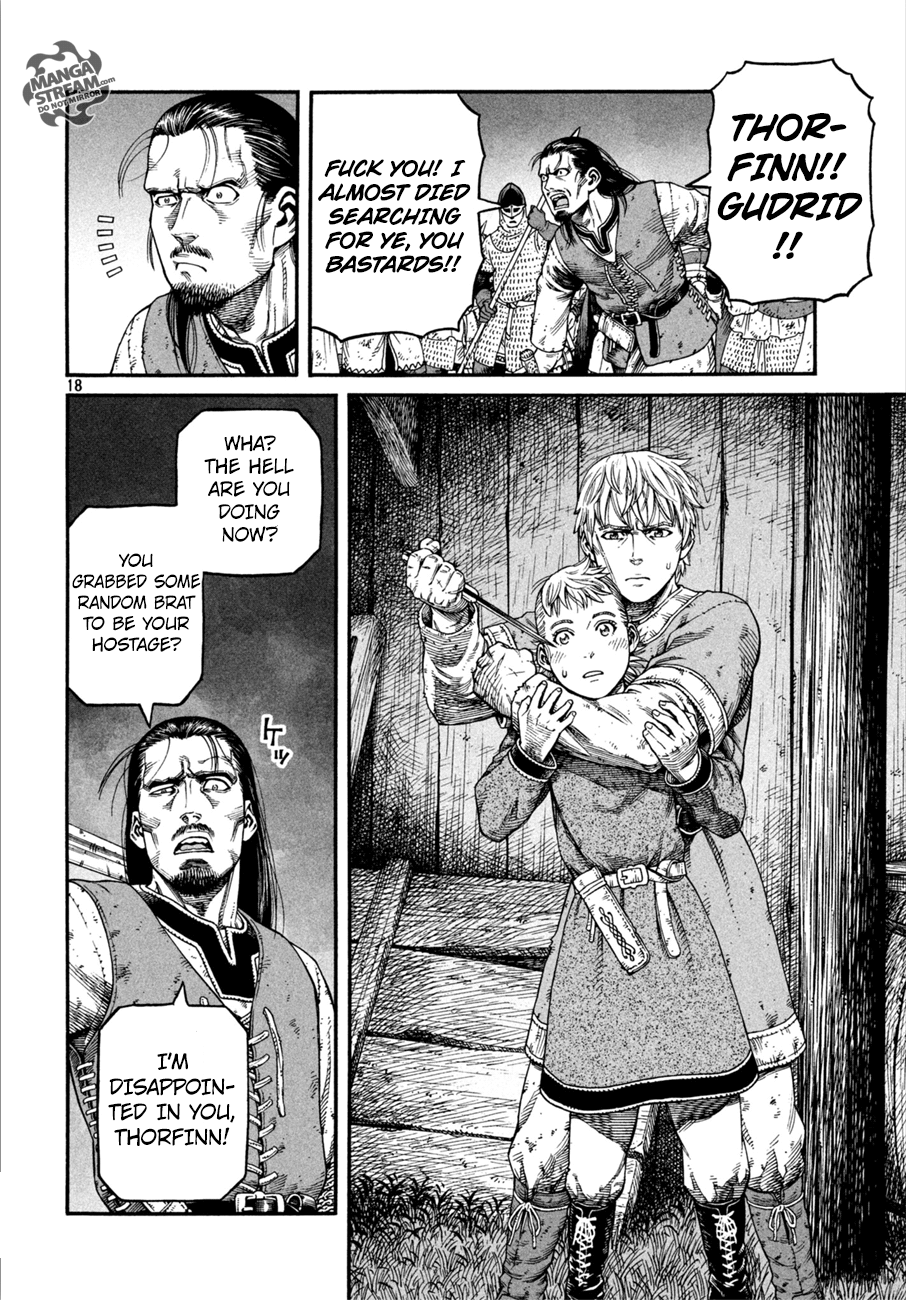 THOR-
FINN!!
GUDRID
!!
FUCK YOU! I
ALMOST DIED
SEARCHING
FOR YE, YOU
BASTARDS!!
MANGA
STREAM.com
DO NOT MIRROR
18
WHA?
THE HELL
ARE YOU
DOING
NOW?
YOU
GRABBED SOME
RANDOM BRAT
TO BE YOUR
HOSTAGE?
ケッ
I'M
DISAPPOIN-
TED IN YOU,
THORFINN!